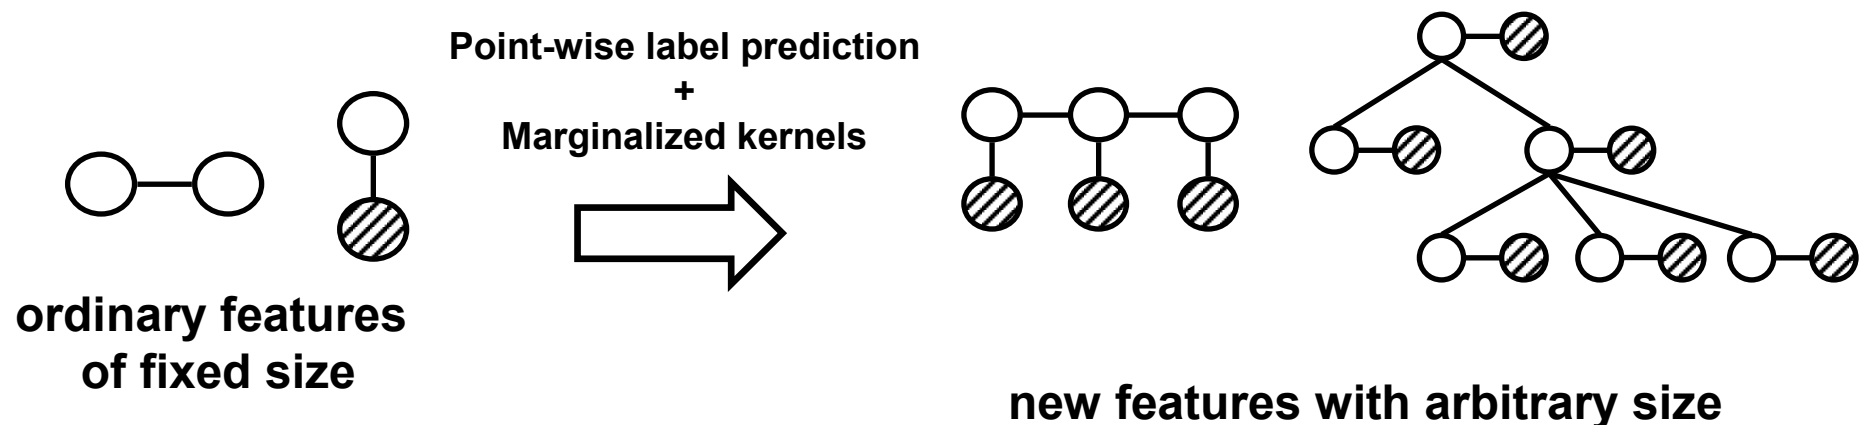 Point-wise label prediction
+
Marginalized kernels
ordinary features
of fixed size
new features with arbitrary size